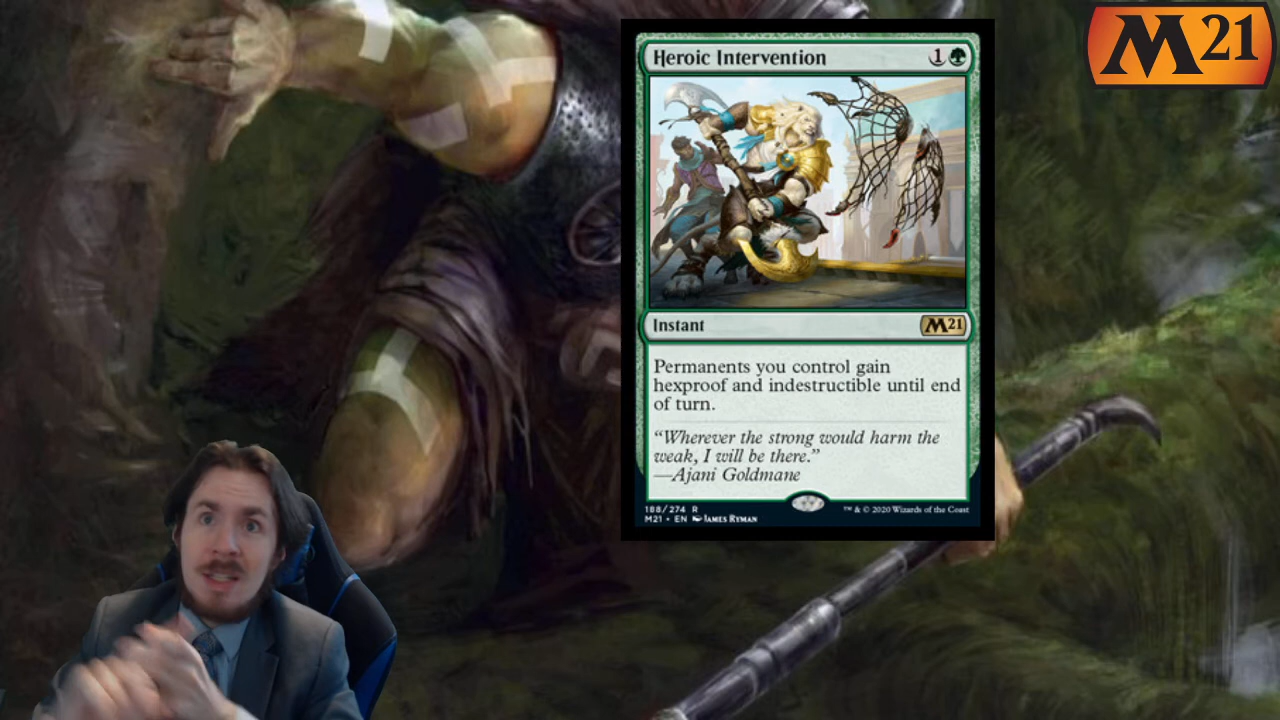 M21
Heroic Intervention 1
Instant
M21
Permanents you control gain
hexproof and indestructible until end
of turn.
“Wherever the strong would harm the
weak, I will be there.”
—Ajani Goldmane
188/274 R
M21 • EN JAMES RYMAN
™ & © 2020 Wizards of the Coast